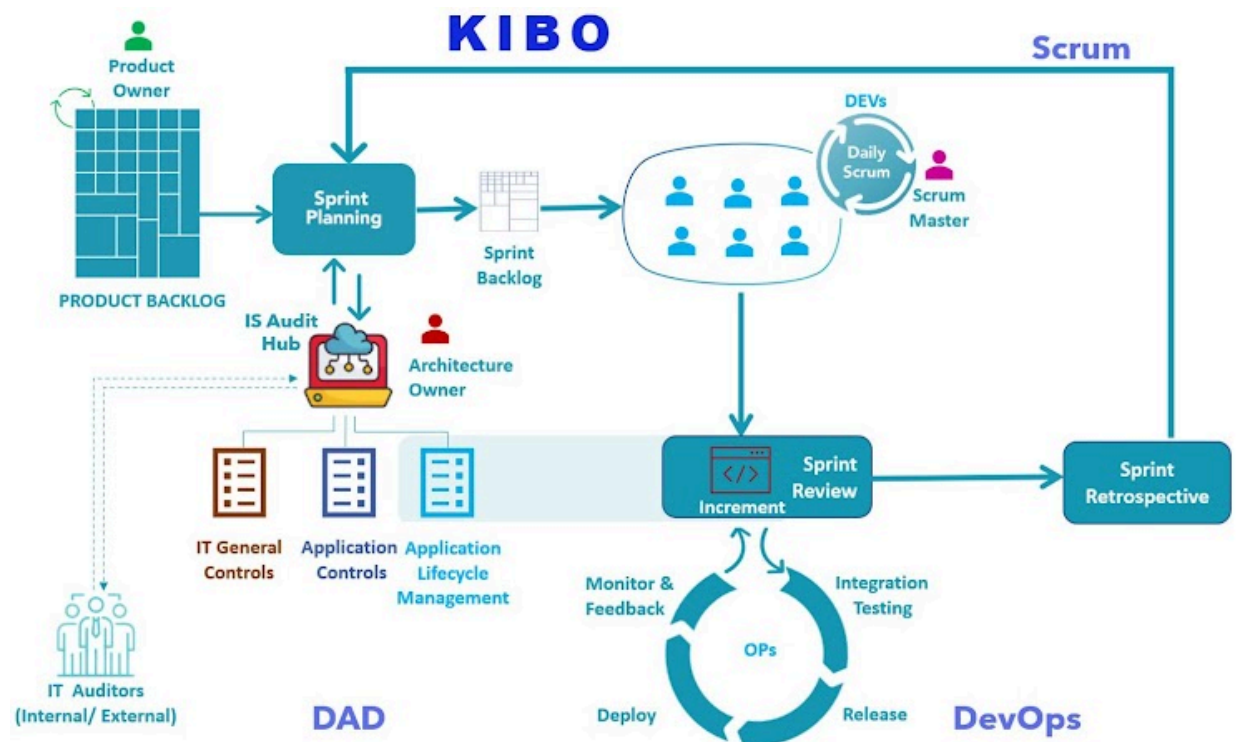 KIBO
Scrum
Product
Owner
DEVs
Daily
Scrum
Scrum
Master
Sprint
Planning
Sprint
Backlog
PRODUCT BACKLOG
IS Audit
Hub
Architecture
Owner
</>
Increment
Sprint
Review
Sprint
Retrospective
IT General
Controls
Application
Controls
Application
Lifecycle
Management
Monitor &
Feedback
Integration
Testing
OPs
Deploy
Release
IT Auditors
(Internal/ External)
DAD
DevOps